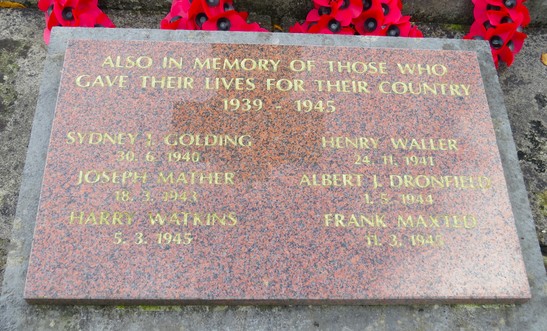 ALSO IN MEMORY OF THOSE WHO
GAVE THEIR LIVES FOR THEIR COUNTRY
1939 - 1945
SYDNEY J. GOLDING HENRY WALLER
30. 6. 1940 24. 11. 1941
JOSEPH MATHER ALBERT J. DRONFIELD
18. 3. 1943 1. 5. 1944
HARRY WATKINS FRANK MAXTED
5. 3. 1945 11. 3. 1945